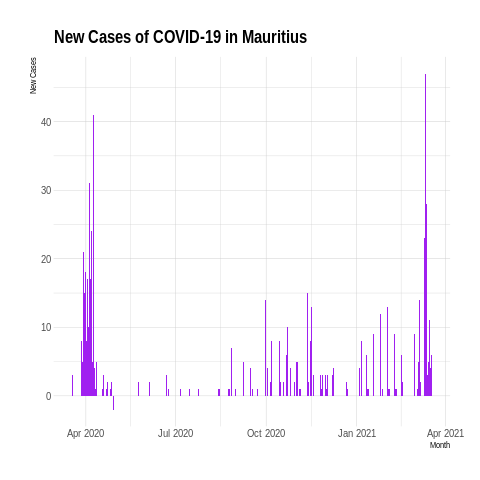 New Cases of COVID-19 in Mauritius
New Cases
40
30
20
10
0
Apr 2020
Jul 2020
Oct 2020
Jan 2021
Apr 2021
Month